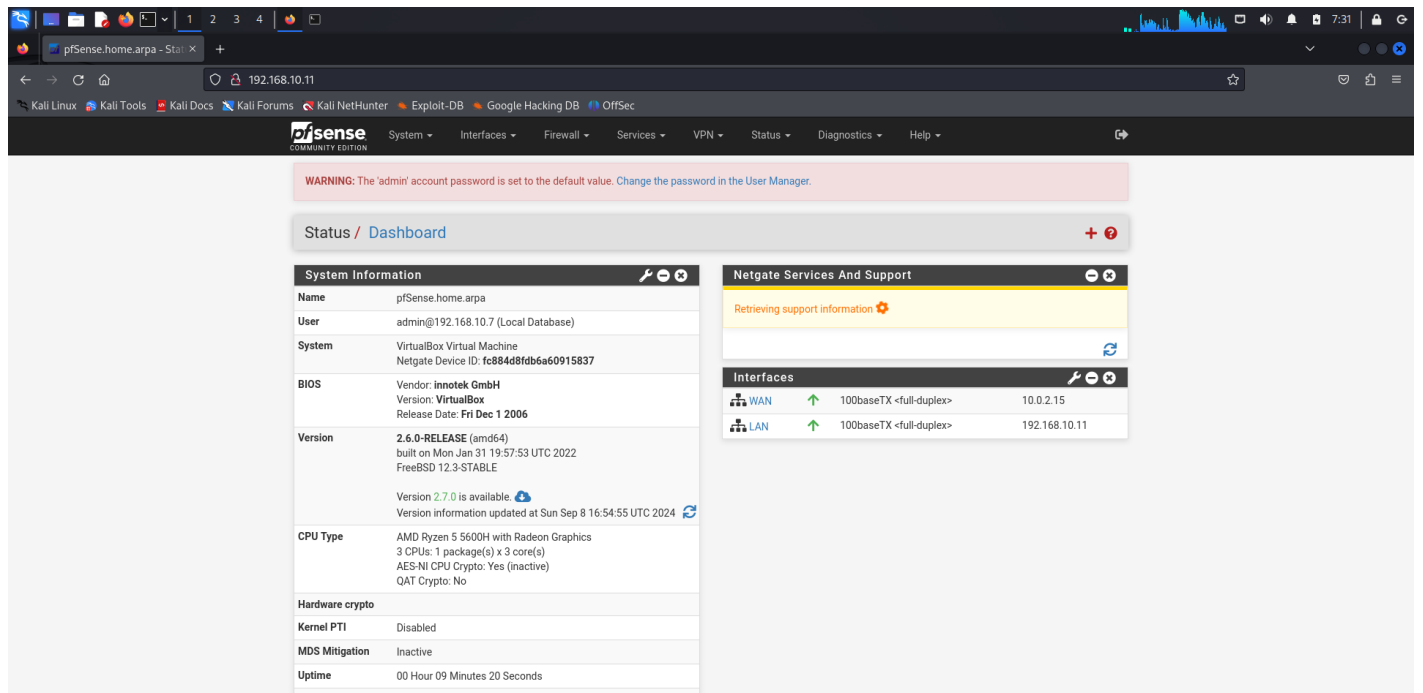 1 2 3 4
7:31
pfSense.home.arpa - Stat
192.168.10.11
Kali Linux Kali Tools Kali Docs Kali Forums Kali NetHunter Exploit-DB Google Hacking DB OffSec
pfsense System Interfaces Firewall Services VPN Status Diagnostics Help
COMMUNITY EDITION
WARNING: The 'admin' account password is set to the default value. Change the password in the User Manager.
Status / Dashboard
System Information
Name pfSense.home.arpa
User admin@192.168.10.7 (Local Database)
System VirtualBox Virtual Machine
Netgate Device ID: fc884d8fdb6a60915837
BIOS Vendor: innotek GmbH
Version: VirtualBox
Release Date: Fri Dec 1 2006
Version 2.6.0-RELEASE (amd64)
built on Mon Jan 31 19:57:53 UTC 2022
FreeBSD 12.3-STABLE
Version 2.7.0 is available.
Version information updated at Sun Sep 8 16:54:55 UTC 2024
CPU Type AMD Ryzen 5 5600H with Radeon Graphics
3 CPUs: 1 package(s) x 3 core(s)
AES-NI CPU Crypto: Yes (inactive)
QAT Crypto: No
Hardware crypto
Kernel PTI Disabled
MDS Mitigation Inactive
Uptime 00 Hour 09 Minutes 20 Seconds
Netgate Services And Support
Retrieving support information
Interfaces
WAN 100baseTX <full-duplex> 10.0.2.15
LAN 100baseTX <full-duplex> 192.168.10.11